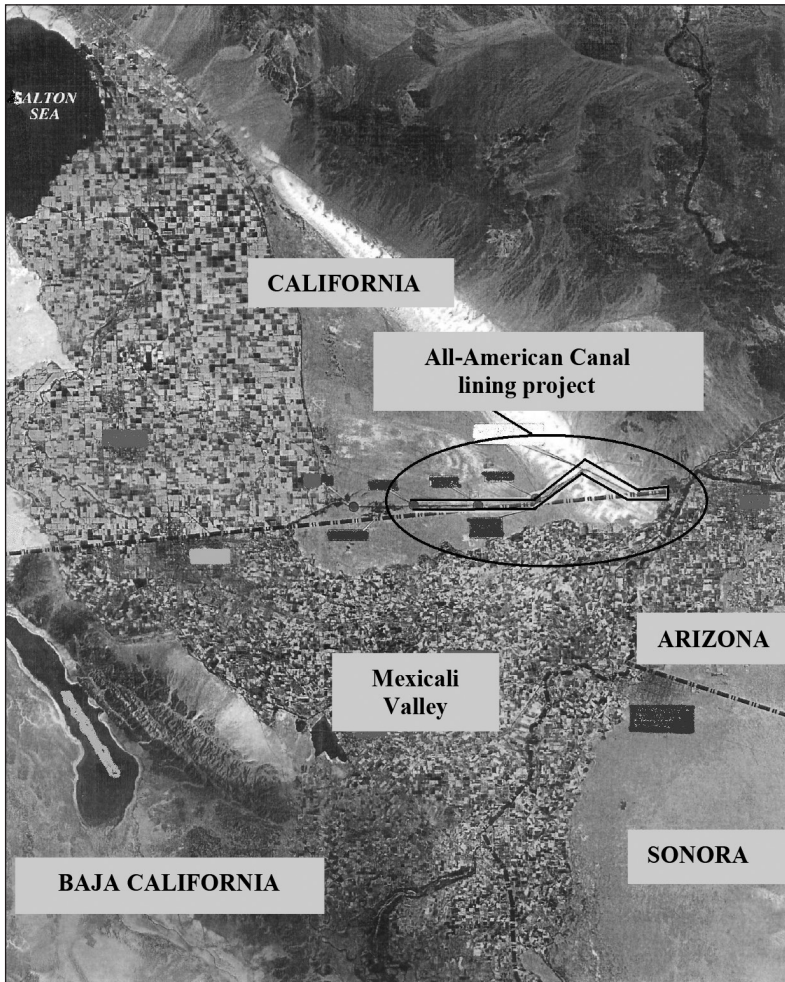 SALTON
SEA
CALIFORNIA
All-American Canal
lining project
ARIZONA
Mexicali
Valley
SONORA
BAJA CALIFORNIA